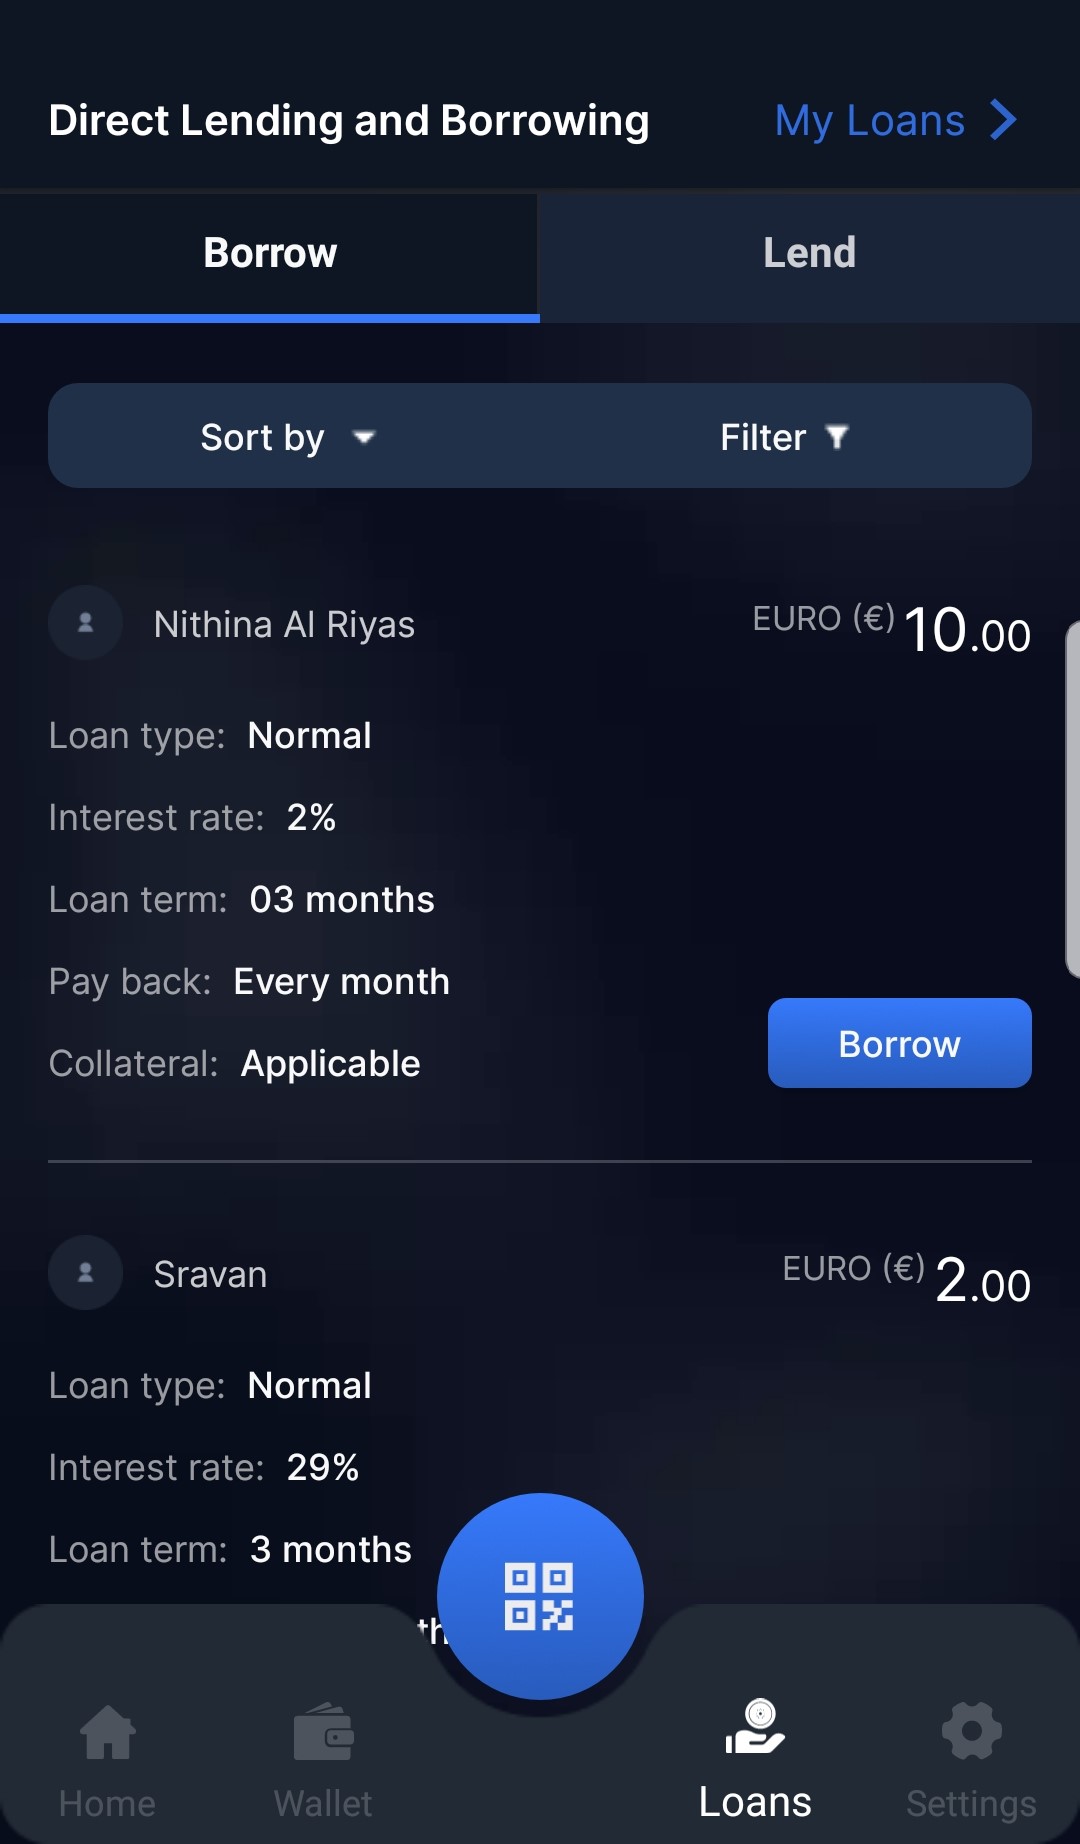 Direct Lending and Borrowing My Loans
Borrow Lend
Sort by Filter
Nithina Al Riyas EURO (€) 10.00
Loan type: Normal
Interest rate: 2%
Loan term: 03 months
Pay back: Every month
Collateral: Applicable
Borrow
Sravan EURO (€) 2.00
Loan type: Normal
Interest rate: 29%
Loan term: 3 months
Home Wallet Loans Settings